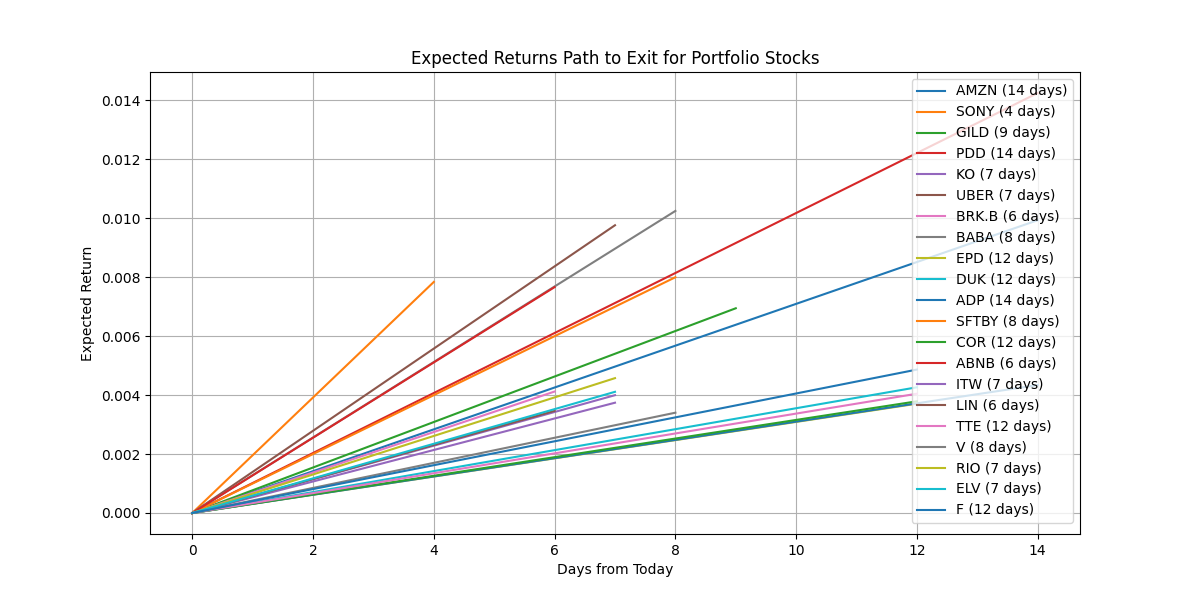 Expected Returns Path to Exit for Portfolio Stocks
Expected Return
0.014
0.012
0.010
0.008
0.006
0.004
0.002
0.000
0 2 4 6 8 10 12 14
Days from Today
AMZN (14 days)
SONY (4 days)
GILD (9 days)
PDD (14 days)
KO (7 days)
UBER (7 days)
BRK.B (6 days)
BABA (8 days)
EPD (12 days)
DUK (12 days)
ADP (14 days)
SFTBY (8 days)
COR (12 days)
ABNB (6 days)
ITW (7 days)
LIN (6 days)
TTE (12 days)
V (8 days)
RIO (7 days)
ELV (7 days)
F (12 days)